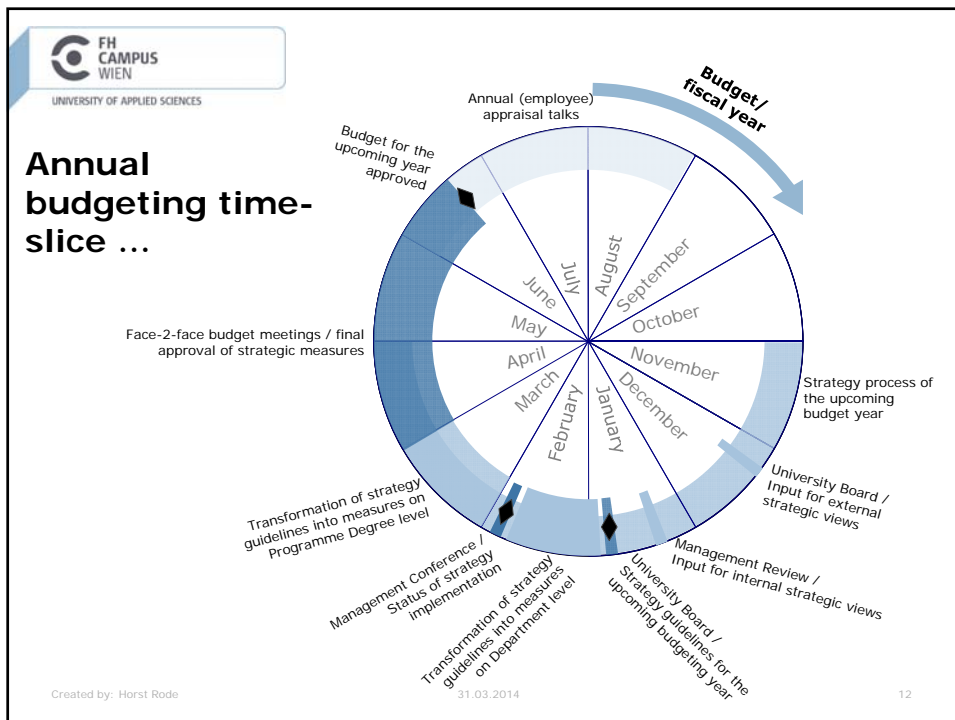 FH
CAMPUS
WIEN
UNIVERSITY OF APPLIED SCIENCES
Annual
budgeting time-
slice ...
Budget/
fiscal year
Annual (employee)
appraisal talks
Budget for the
upcoming year
approved
Face-2-face budget meetings / final
approval of strategic measures
July
August
September
October
November
December
January
February
March
April
May
June
Strategy process of
the upcoming
budget year
University Board /
Input for external
strategic views
Management Review /
Input for internal strategic views
University Board /
Strategy guidelines for the
upcoming budgeting year
Transformation of strategy
guidelines into measures
on Department level
Management Conference /
Status of strategy
implementation
Transformation of strategy
guidelines into measures on
Programme Degree level
Created by: Horst Rode
31.03.2014
12